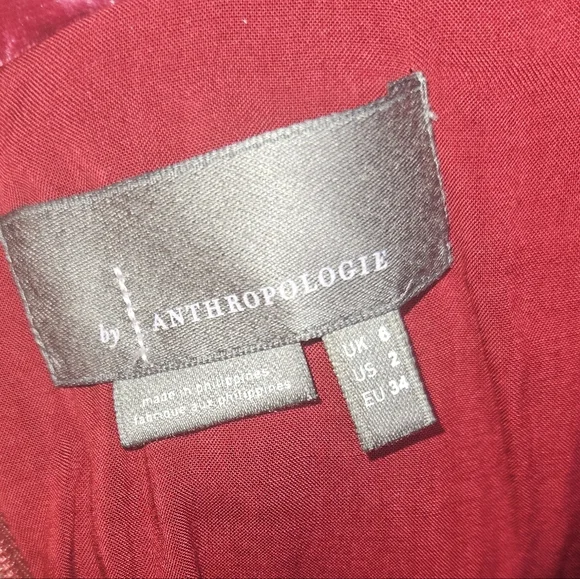 by ANTHROPOLOGIE
made in philippines
fabriqué aux philippines
UK 6
US 2
EU 34